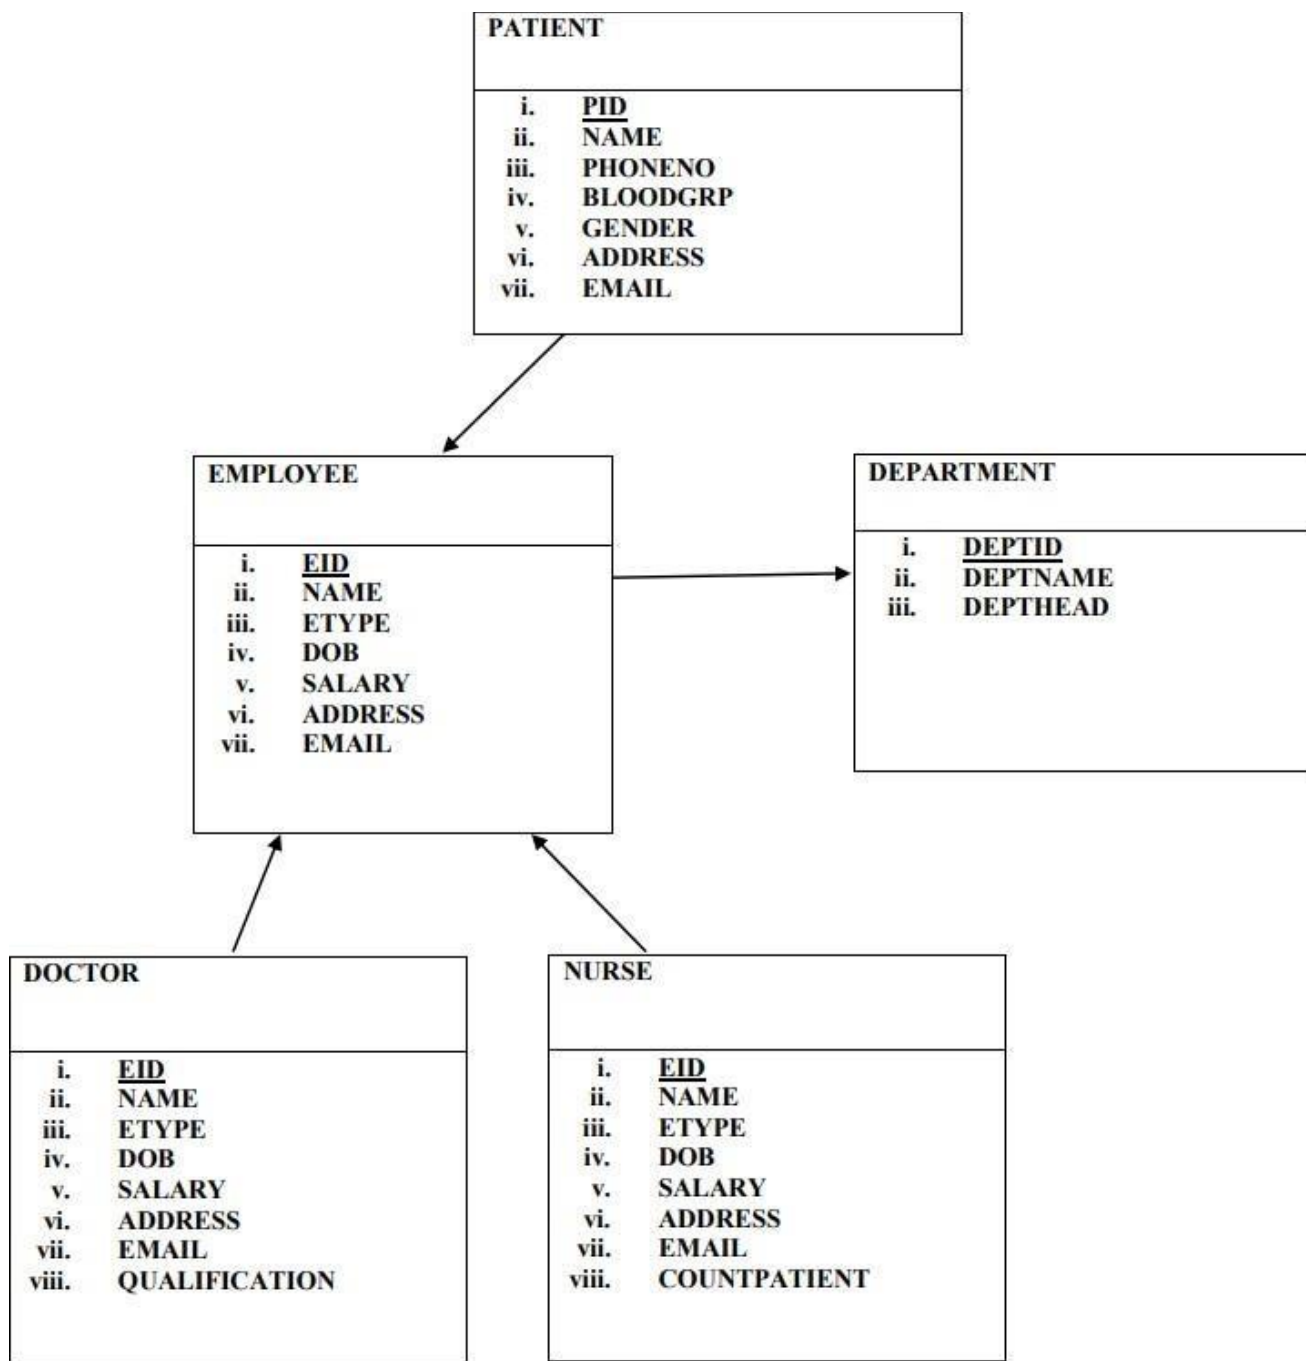 PATIENT
i. PID
ii. NAME
iii. PHONENO
iv. BLOODGRP
v. GENDER
vi. ADDRESS
vii. EMAIL
EMPLOYEE
i. EID
ii. NAME
iii. ETYPE
iv. DOB
v. SALARY
vi. ADDRESS
vii. EMAIL
DEPARTMENT
i. DEPTID
ii. DEPTNAME
iii. DEPTHEAD
DOCTOR
i. EID
ii. NAME
iii. ETYPE
iv. DOB
v. SALARY
vi. ADDRESS
vii. EMAIL
viii. QUALIFICATION
NURSE
i. EID
ii. NAME
iii. ETYPE
iv. DOB
v. SALARY
vi. ADDRESS
vii. EMAIL
viii. COUNTPATIENT